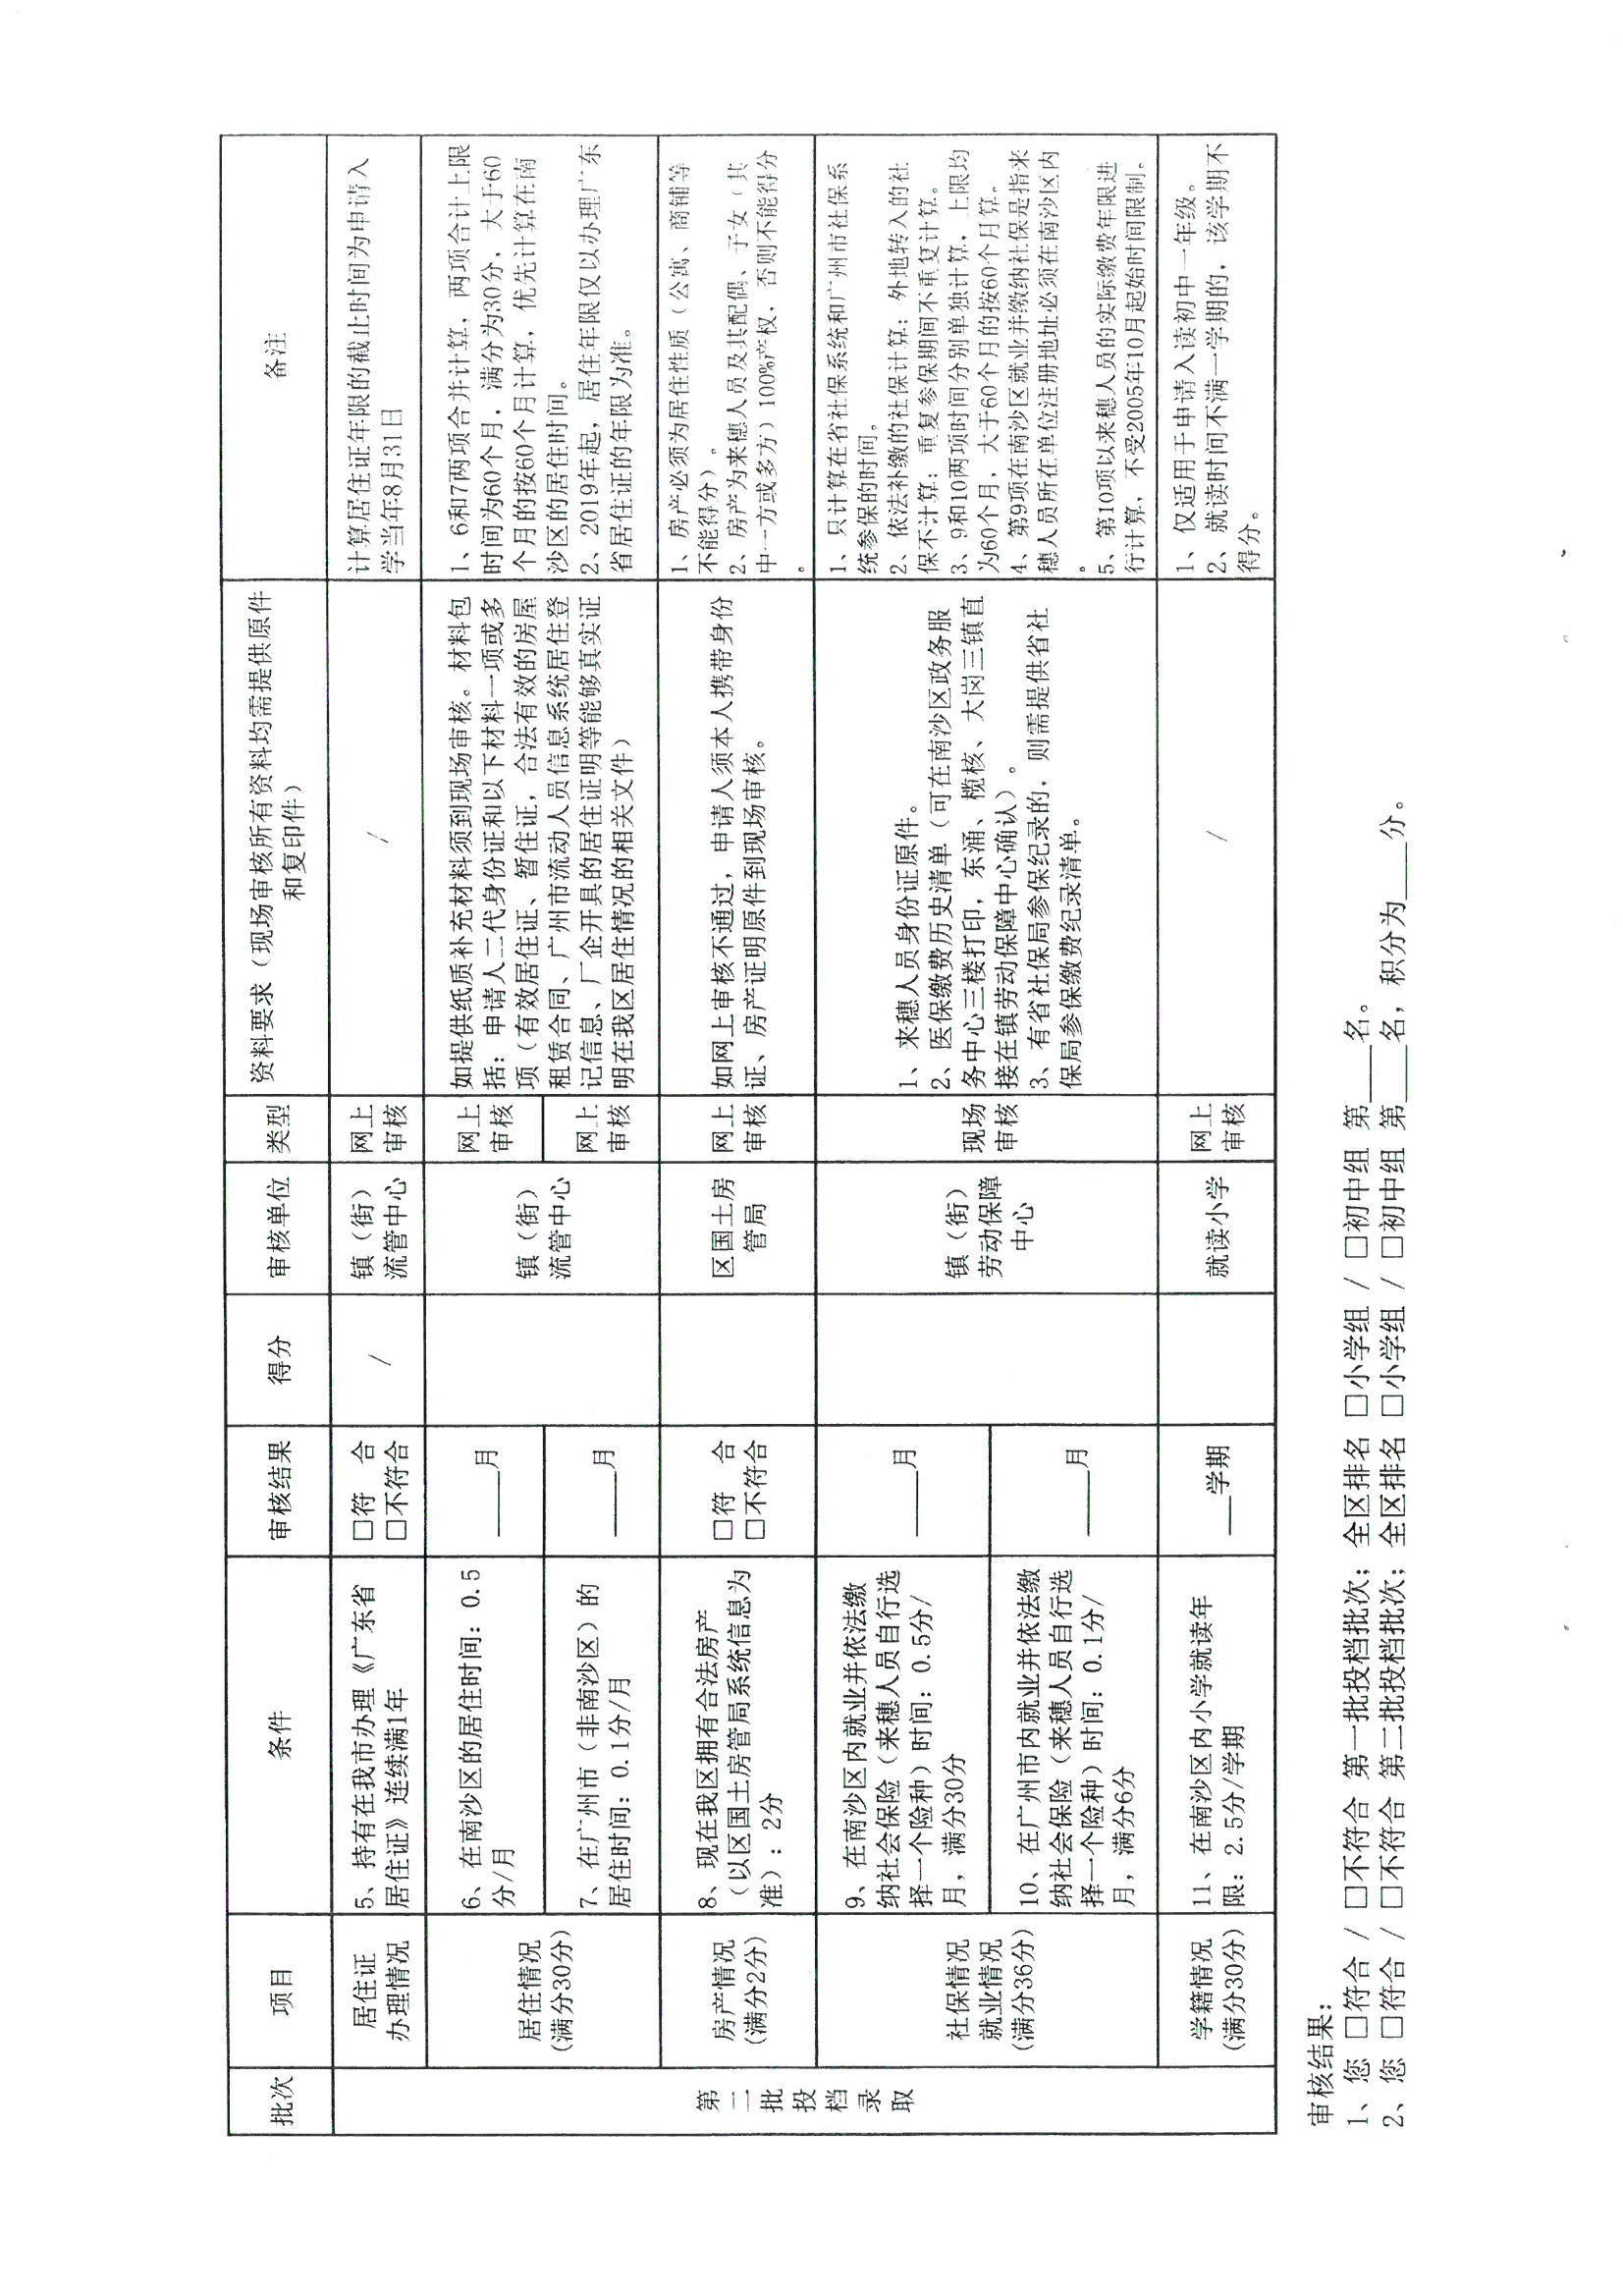 批次
项目
条件
审核结果
得分
审核单位
类型
资料要求（现场审核所有资料均需提供原件
和复印件）
备注
第二批投档录取
居住证
办理情况
5、持有在我市办理《广东省
居住证》连续满1年
□符　合
□不符合
/
镇（街）
流管中心
网上
审核
/
计算居住证年限的截止时间为申请入
学当年8月31日
居住情况
(满分30分)
6、在南沙区的居住时间：0.5
分/月
___月
镇（街）
流管中心
网上
审核
如提供纸质补充材料须到现场审核。材料包
括：申请人二代身份证和以下材料一项或多
项（有效居住证、暂住证，合法有效的房屋
租赁合同、广州市流动人员信息系统居住登
记信息、厂企开具的居住证明等能够真实证
明在我区居住情况的相关文件）
1、6和7两项合并计算，两项合计上限
时间为60个月，满分为30分，大于60
个月的按60个月计算，优先计算在南
沙区的居住时间。
2、2019年起，居住年限仅以办理广东
省居住证的年限为准。
7、在广州市（非南沙区）的
居住时间：0.1分/月
___月
网上
审核
房产情况
(满分2分)
8、现在我区拥有合法房产
（以区国土房管局系统信息为
准）：2分
□符　合
□不符合
区国土房
管局
网上
审核
如网上审核不通过，申请人须本人携带身份
证、房产证明原件到现场审核。
1、房产必须为居住性质（公寓、商铺等
不能得分）。
2、房产为来穗人员及其配偶、子女（其
中一方或多方）100%产权，否则不能得分
。
社保情况
就业情况
(满分36分)
9、在南沙区内就业并依法缴
纳社会保险（来穗人员自行选
择一个险种）时间：0.5分/
月，满分30分
___月
镇（街）
劳动保障
中心
现场
审核
1、来穗人员身份证原件。
2、医保缴费历史清单（可在南沙区政务服
务中心三楼打印，东涌、榄核、大岗三镇直
接在镇劳动保障中心确认）。
3、有省社保局参保纪录的，则需提供省社
保局参保缴费纪录清单。
1、只计算在省社保系统和广州市社保系
统参保的时间。
2、依法补缴的社保计算；外地转入的社
保不计算；重复参保期间不重复计算。
3、9和10两项时间分别单独计算，上限均
为60个月，大于60个月的按60个月算。
4、第9项在南沙区就业并缴纳社保是指来
穗人员所在单位注册地址必须在南沙区内
。
5、第10项以来穗人员的实际缴费年限进
行计算，不受2005年10月起始时间限制。
10、在广州市内就业并依法缴
纳社会保险（来穗人员自行选
择一个险种）时间：0.1分/
月，满分6分
___月
学籍情况
(满分30分)
11、在南沙区内小学就读年
限：2.5分/学期
__学期
就读小学
网上
审核
/
1、仅适用于申请入读初中一年级。
2、就读时间不满一学期的，该学期不
得分。
审核结果：
1、您 □符合 / □不符合 第一批投档批次；全区排名 □小学组 / □初中组 第____名。
2、您 □符合 / □不符合 第二批投档批次；全区排名 □小学组 / □初中组 第____名，积分为____分。